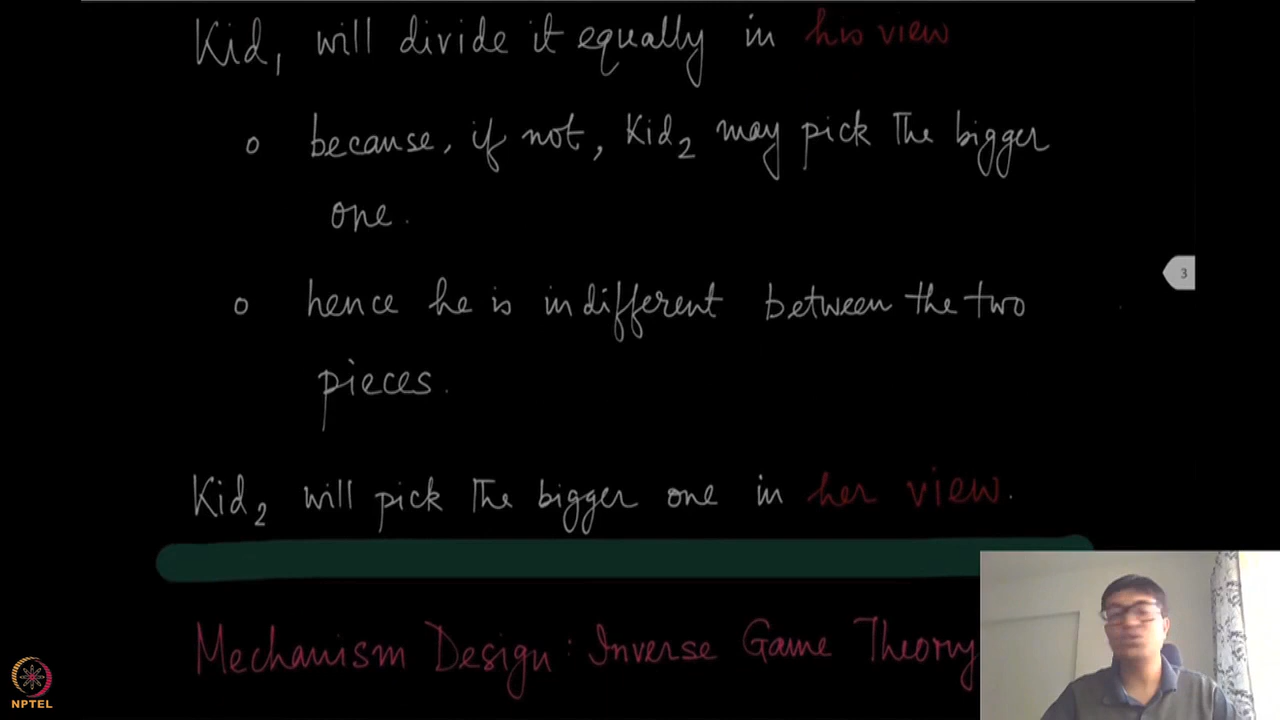 Kid₁ will divide it equally in his view
o because, if not, Kid₂ may pick the bigger
one.
o hence he is indifferent between the two
pieces.
Kid₂ will pick the bigger one in her view.
Mechanism Design: Inverse Game Theory
3
NPTEL